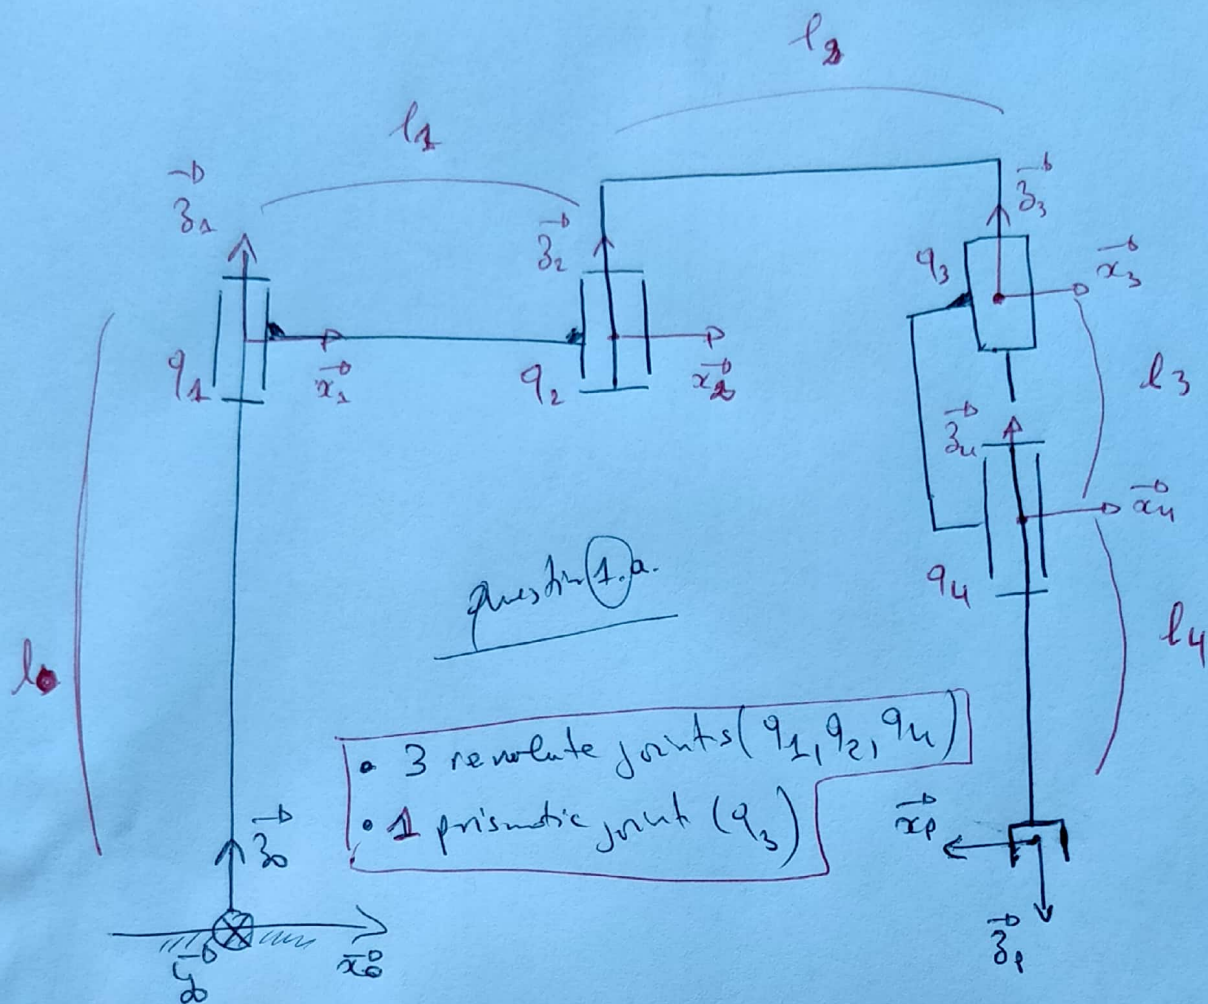 l2
l1
z1
z2
z3
q3
x3
q1
x1
q2
x2
l3
z4
x4
question 1.a.
q4
l0
l4
• 3 revolute joints (q1, q2, q4)
• 1 prismatic joint (q3)
xp
z0
y0
x0
zp